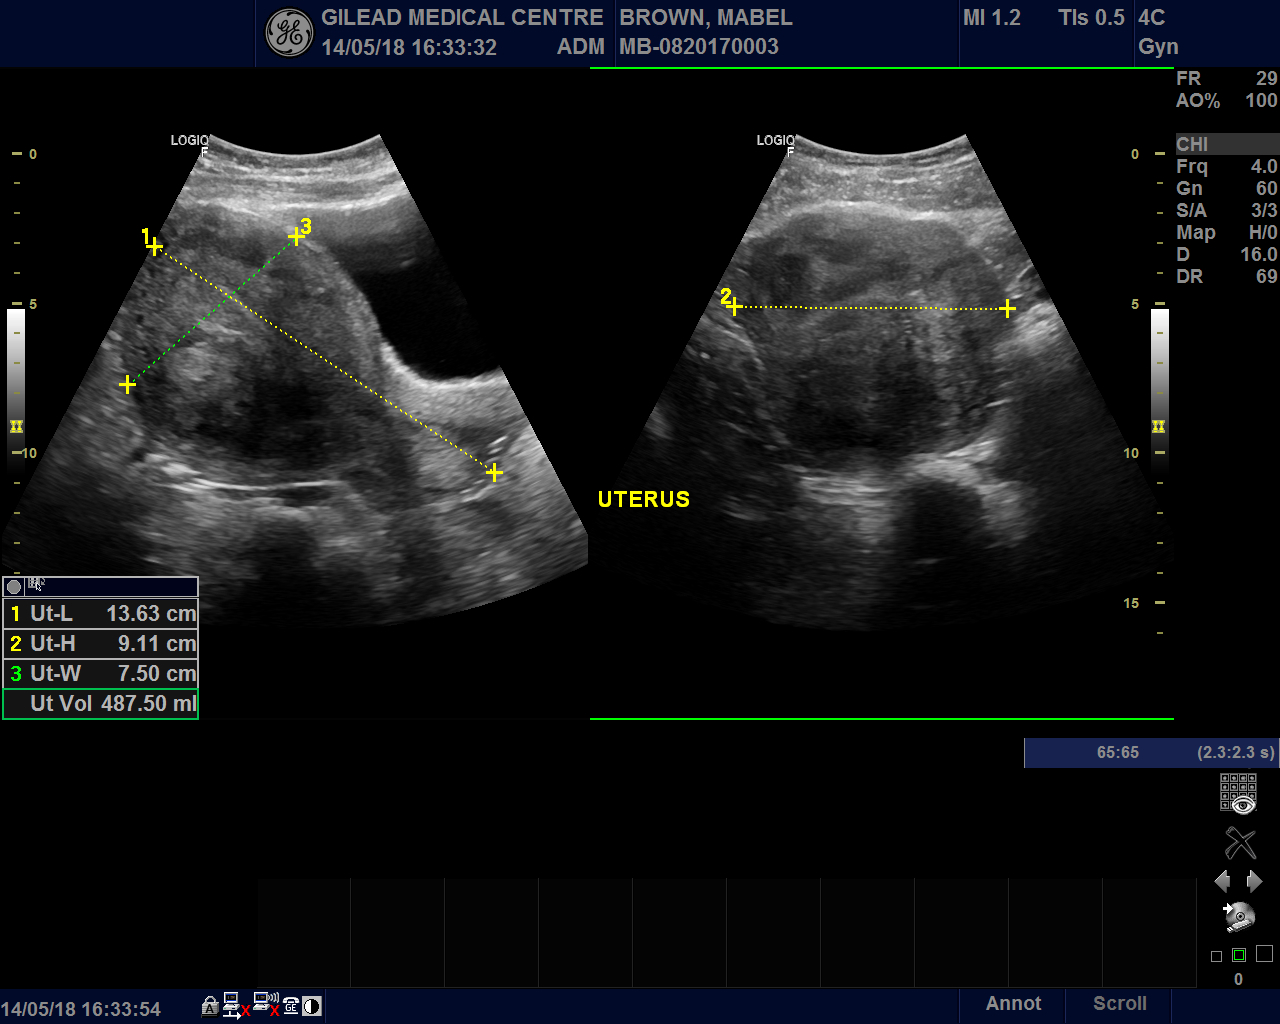 GILEAD MEDICAL CENTRE
14/05/18 16:33:32 ADM
BROWN, MABEL
MB-0820170003
MI 1.2 TIs 0.5
4C
Gyn
FR 29
AO% 100
CHI
Frq 4.0
Gn 60
S/A 3/3
Map H/0
D 16.0
DR 69
LOGIQ
F
0
5
10
1
3
LOGIQ
F
0
5
10
15
2
UTERUS
1 Ut-L 13.63 cm
2 Ut-H 9.11 cm
3 Ut-W 7.50 cm
Ut Vol 487.50 ml
65:65 (2.3:2.3 s)
0
14/05/18 16:33:54
Annot
Scroll